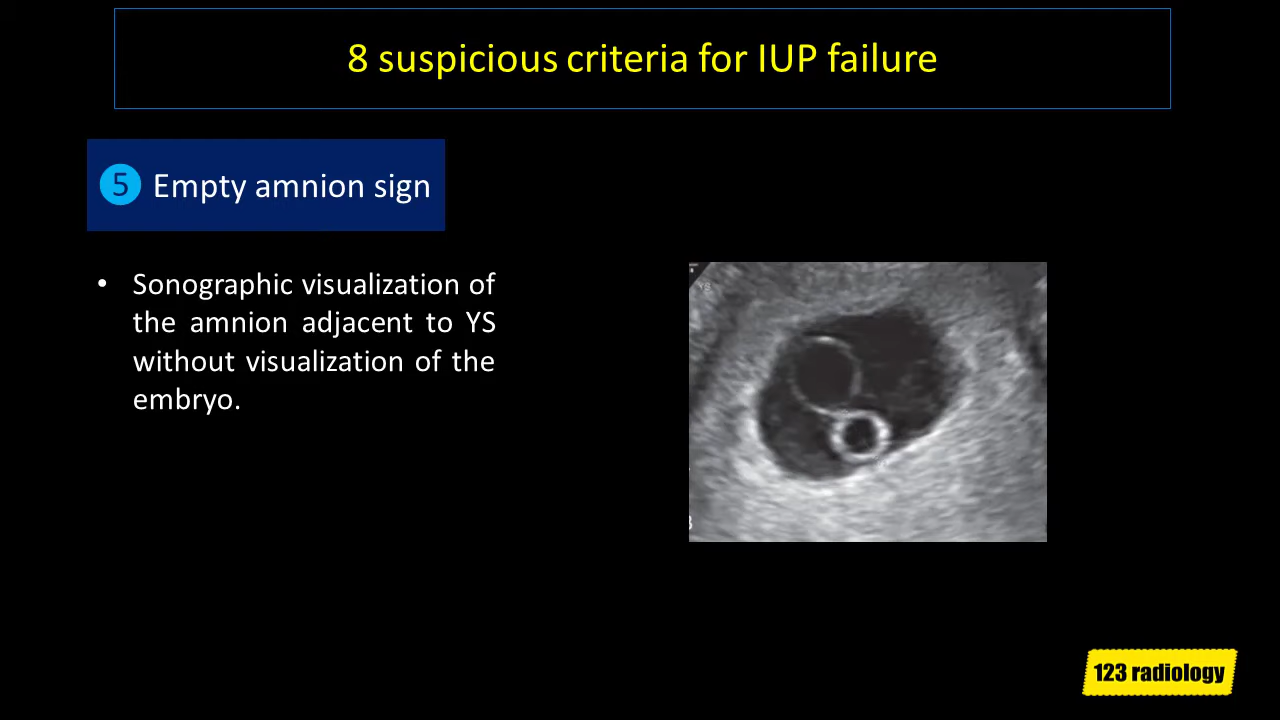 8 suspicious criteria for IUP failure
5 Empty amnion sign
• Sonographic visualization of
the amnion adjacent to YS
without visualization of the
embryo.
YS
123 radiology